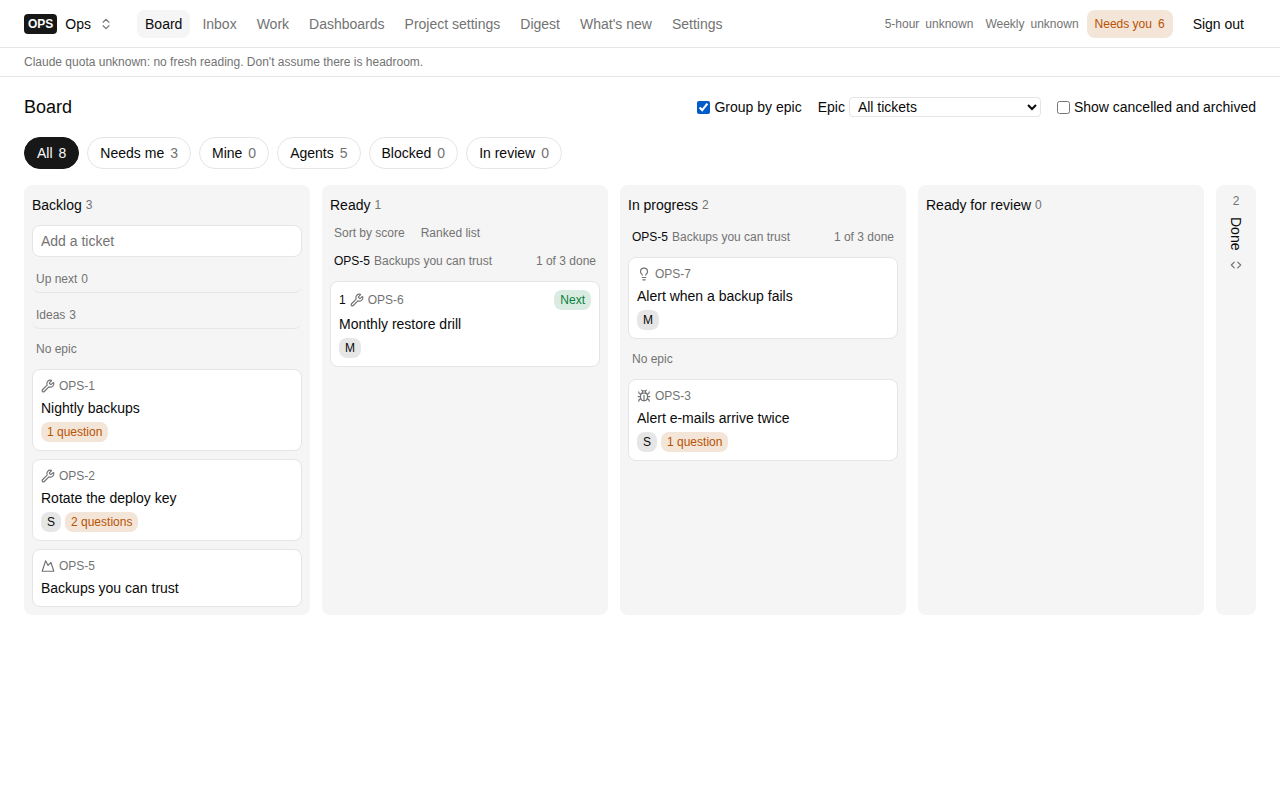 OPS Ops Board Inbox Work Dashboards Project settings Digest What's new Settings 5-hour unknown Weekly unknown Needs you 6 Sign out
Claude quota unknown: no fresh reading. Don't assume there is headroom.
Board Group by epic Epic All tickets Show cancelled and archived
All 8 Needs me 3 Mine 0 Agents 5 Blocked 0 In review 0
Backlog 3
Add a ticket
Up next 0
Ideas 3
No epic
OPS-1
Nightly backups
1 question
OPS-2
Rotate the deploy key
S 2 questions
OPS-5
Backups you can trust
Ready 1
Sort by score Ranked list
OPS-5 Backups you can trust 1 of 3 done
1 OPS-6 Next
Monthly restore drill
M
In progress 2
OPS-5 Backups you can trust 1 of 3 done
OPS-7
Alert when a backup fails
M
No epic
OPS-3
Alert e-mails arrive twice
S 1 question
Ready for review 0
2
Done